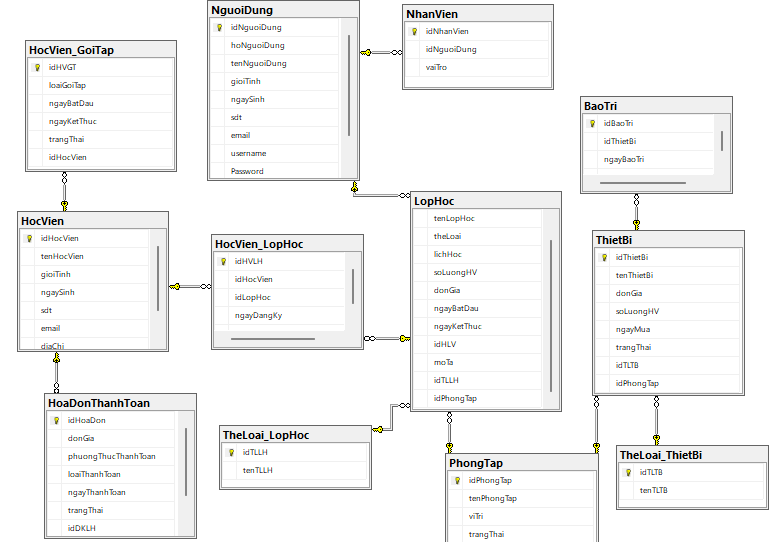 NguoiDung
idNguoiDung
hoNguoiDung
tenNguoiDung
gioiTinh
ngaySinh
sdt
email
username
Password
NhanVien
idNhanVien
idNguoiDung
vaiTro
HocVien_GoiTap
idHVGT
loaiGoiTap
ngayBatDau
ngayKetThuc
trangThai
idHocVien
BaoTri
idBaoTri
idThietBi
ngayBaoTri
HocVien
idHocVien
tenHocVien
gioiTinh
ngaySinh
sdt
email
diaChi
HocVien_LopHoc
idHVLH
idHocVien
idLopHoc
ngayDangKy
LopHoc
tenLopHoc
theLoai
lichHoc
soLuongHV
donGia
ngayBatDau
ngayKetThuc
idHLV
moTa
idTLLH
idPhongTap
ThietBi
idThietBi
tenThietBi
donGia
soLuongHV
ngayMua
trangThai
idTLTB
idPhongTap
HoaDonThanhToan
idHoaDon
donGia
phuongThucThanhToan
loaiThanhToan
ngayThanhToan
trangThai
idDKLH
TheLoai_LopHoc
idTLLH
tenTLLH
PhongTap
idPhongTap
tenPhongTap
viTri
trangThai
TheLoai_ThietBi
idTLTB
tenTLTB